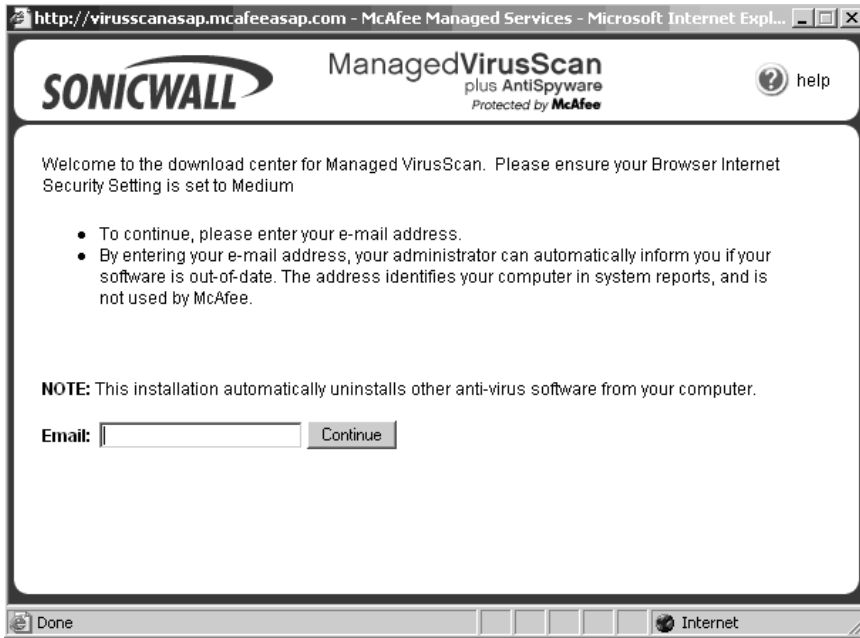 http://virusscanasap.mcafeeasap.com - McAfee Managed Services - Microsoft Internet Expl...
SONICWALL
ManagedVirusScan
plus AntiSpyware
Protected by McAfee
help
Welcome to the download center for Managed VirusScan. Please ensure your Browser Internet
Security Setting is set to Medium
• To continue, please enter your e-mail address.
• By entering your e-mail address, your administrator can automatically inform you if your
software is out-of-date. The address identifies your computer in system reports, and is
not used by McAfee.
NOTE: This installation automatically uninstalls other anti-virus software from your computer.
Email:
Continue
Done
Internet